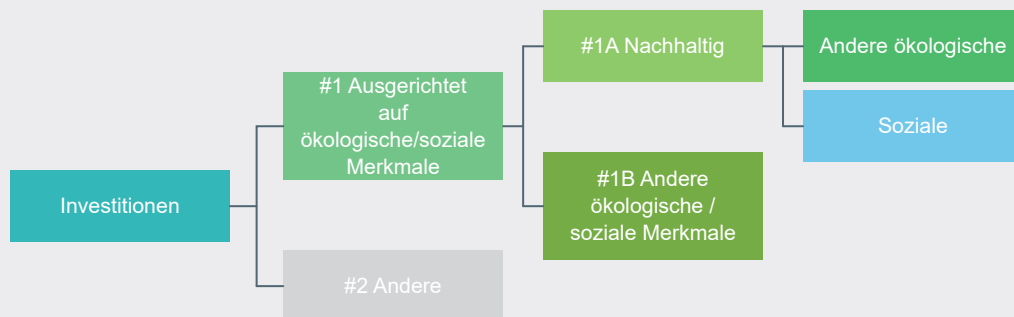 Investitionen
#1 Ausgerichtet
auf
ökologische/soziale
Merkmale
#2 Andere
#1A Nachhaltig
#1B Andere
ökologische /
soziale Merkmale
Andere ökologische
Soziale